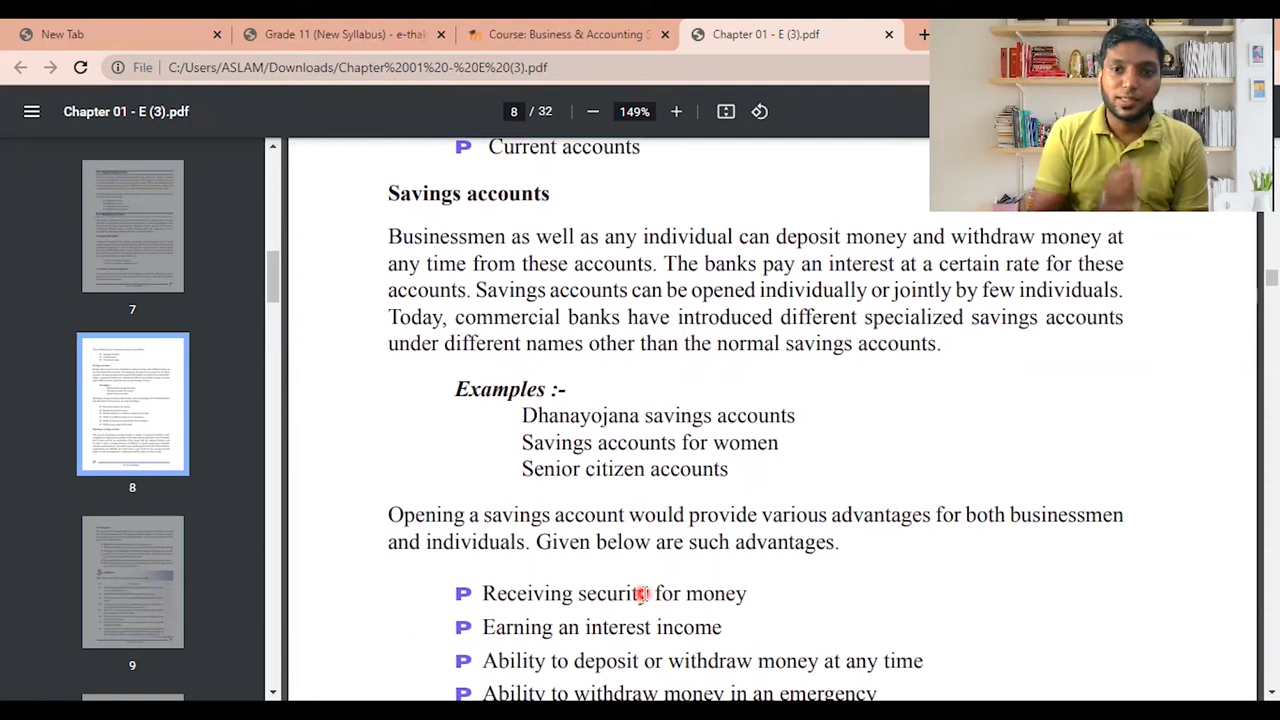 New Tab
Grade 11 (New Syllabus) - e-tha
Course: Business & Accounting S
Chapter 01 - E (3).pdf
File
/Users/ASLAM/Download
hapter%2001%20-%20E%20(3).pdf
Chapter 01 - E (3).pdf
8 / 32
149%
Current accounts
Savings accounts
Businessmen as well as any individual can deposit money and withdraw money at
any time from these accounts. The banks pay an interest at a certain rate for these
accounts. Savings accounts can be opened individually or jointly by few individuals.
Today, commercial banks have introduced different specialized savings accounts
under different names other than the normal savings accounts.
Examples :
Dhanayojana savings accounts
Savings accounts for women
Senior citizen accounts
Opening a savings account would provide various advantages for both businessmen
and individuals. Given below are such advantages.
P Receiving security for money
P Earning an interest income
P Ability to deposit or withdraw money at any time
P Ability to withdraw money in an emergency
7
8
9